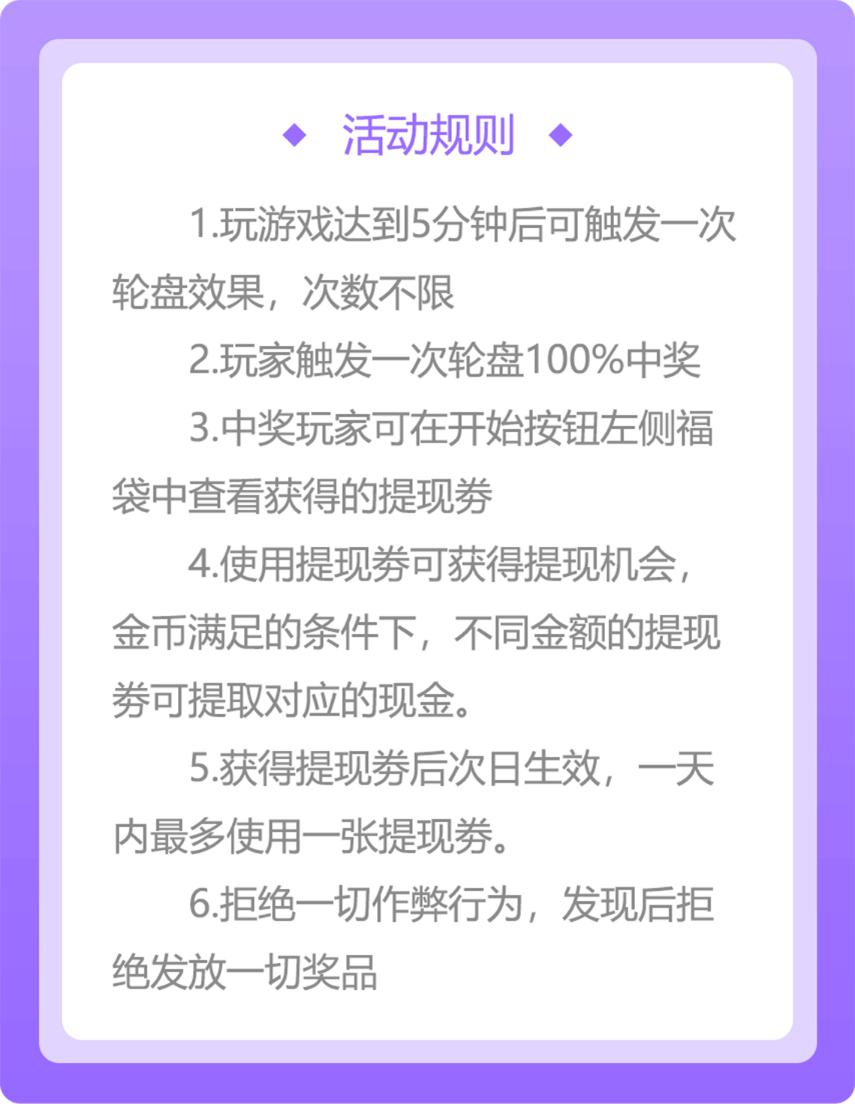 活动规则
1.玩游戏达到5分钟后可触发一次
轮盘效果，次数不限
2.玩家触发一次轮盘100%中奖
3.中奖玩家可在开始按钮左侧福
袋中查看获得的提现劵
4.使用提现劵可获得提现机会，
金币满足的条件下，不同金额的提现
劵可提取对应的现金。
5.获得提现劵后次日生效，一天
内最多使用一张提现劵。
6.拒绝一切作弊行为，发现后拒
绝发放一切奖品